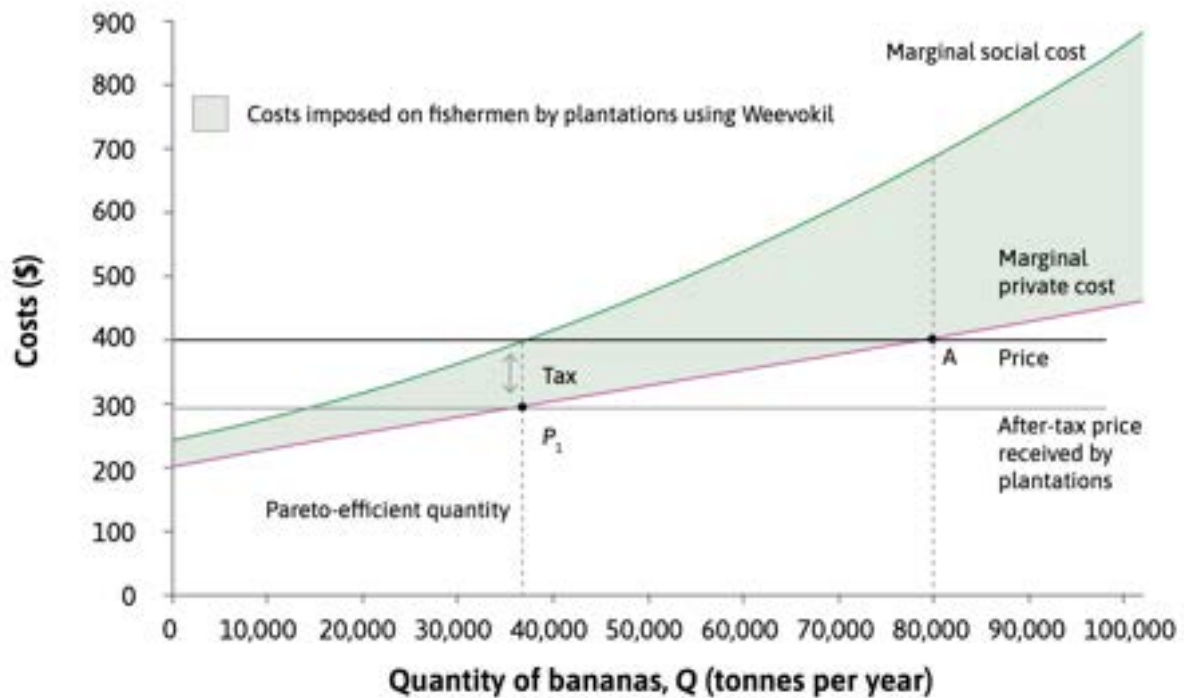 900
800
700
600
500
400
300
200
100
0
Costs ($)
Marginal social cost
Costs imposed on fishermen by plantations using Weevokil
Marginal
private cost
A
Price
Tax
P1
After-tax price
received by
plantations
Pareto-efficient quantity
0 10,000 20,000 30,000 40,000 50,000 60,000 70,000 80,000 90,000 100,000
Quantity of bananas, Q (tonnes per year)